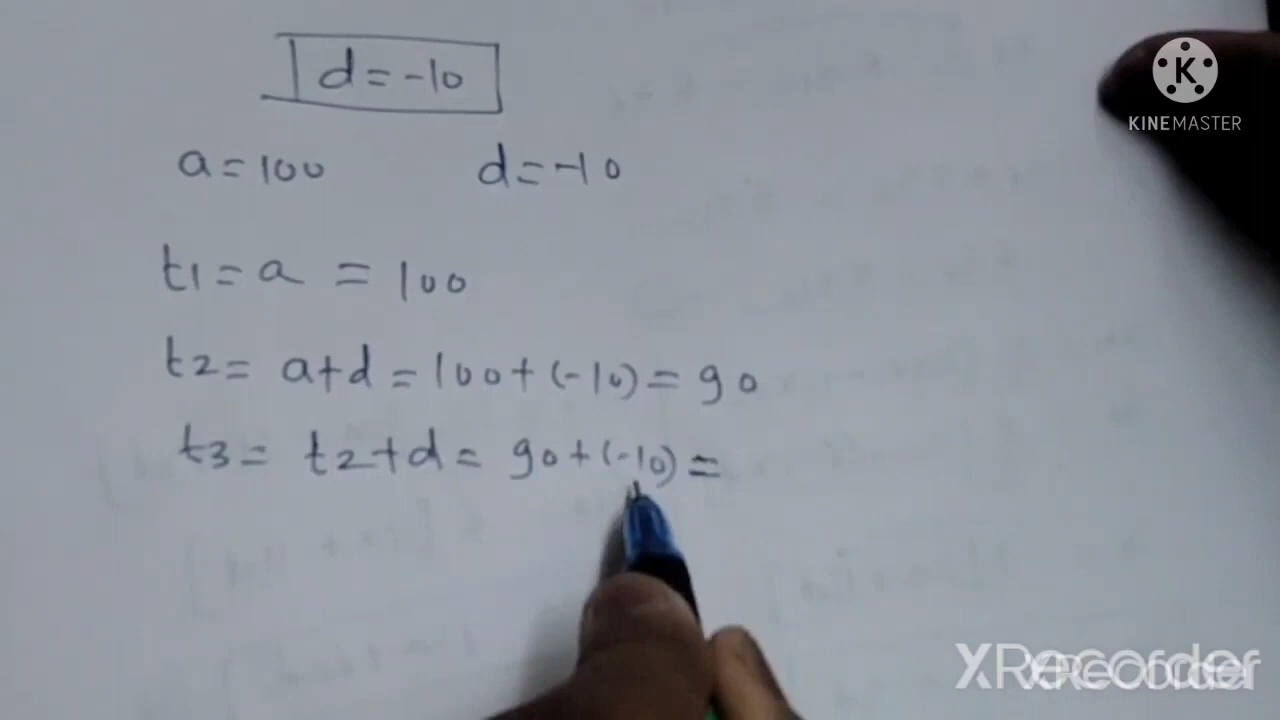 d = -10
a = 100 d = -10
t1 = a = 100
t2 = a+d = 100+(-10) = 90
t3 = t2+d = 90+(-10) =
K
KINEMASTER
XRecorder